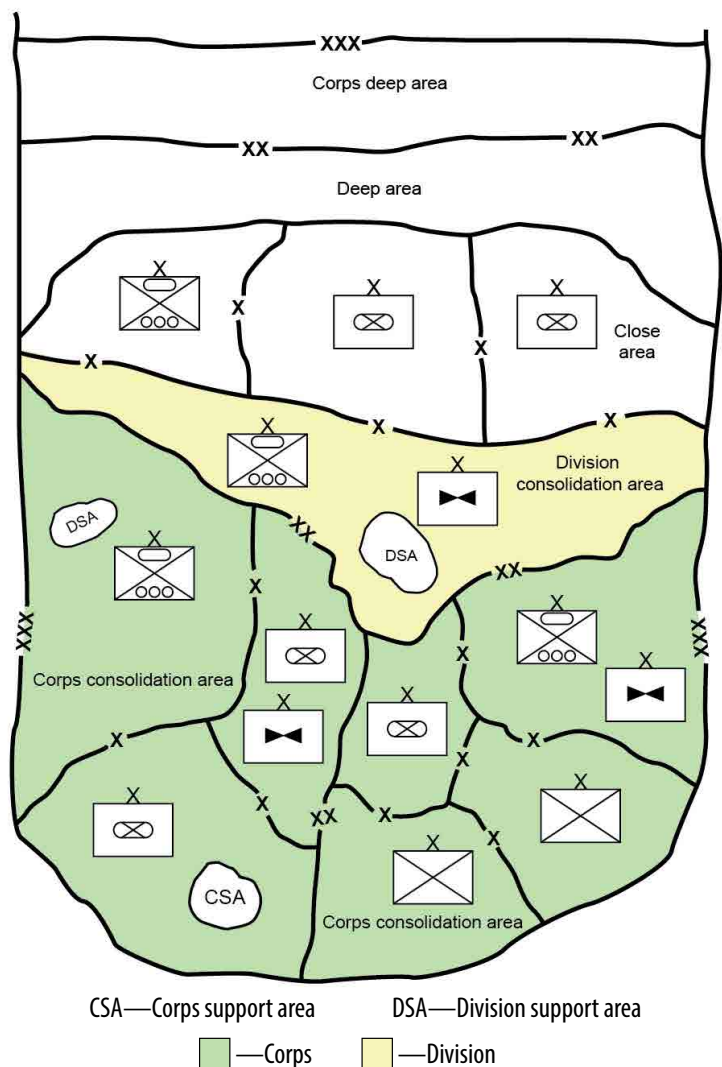 XXX
Corps deep area
XX
XX
Deep area
X
X
X
X
X
Close
area
X
X
X
X
X
X
Division
consolidation area
DSA
XX
DSA
X
X
XX
X
X
XXX
X
XXX
Corps consolidation area
X
X
X
X
X
X
X
X
X
XX
X
X
X
CSA
Corps consolidation area
CSA—Corps support area
DSA—Division support area
—Corps
—Division